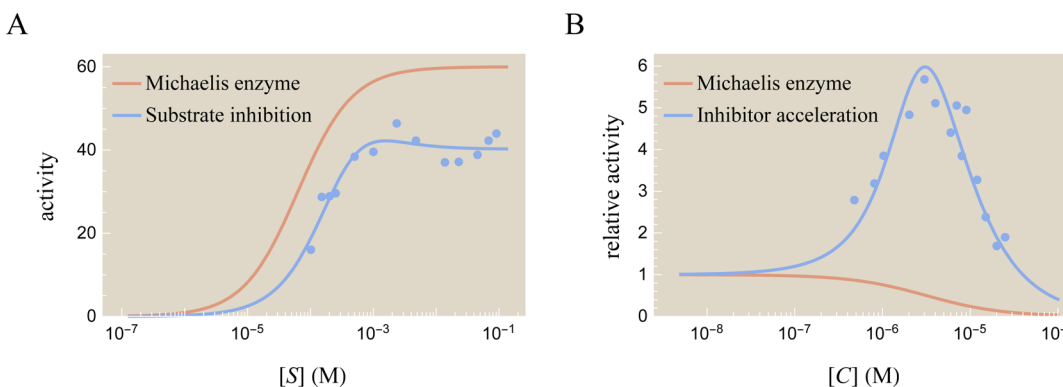 A
activity
60
40
20
0
Michaelis enzyme
Substrate inhibition
10⁻⁷
10⁻⁵
10⁻³
10⁻¹
[S] (M)
B
relative activity
6
5
4
3
2
1
0
Michaelis enzyme
Inhibitor acceleration
10⁻⁸
10⁻⁷
10⁻⁶
10⁻⁵
[C] (M)